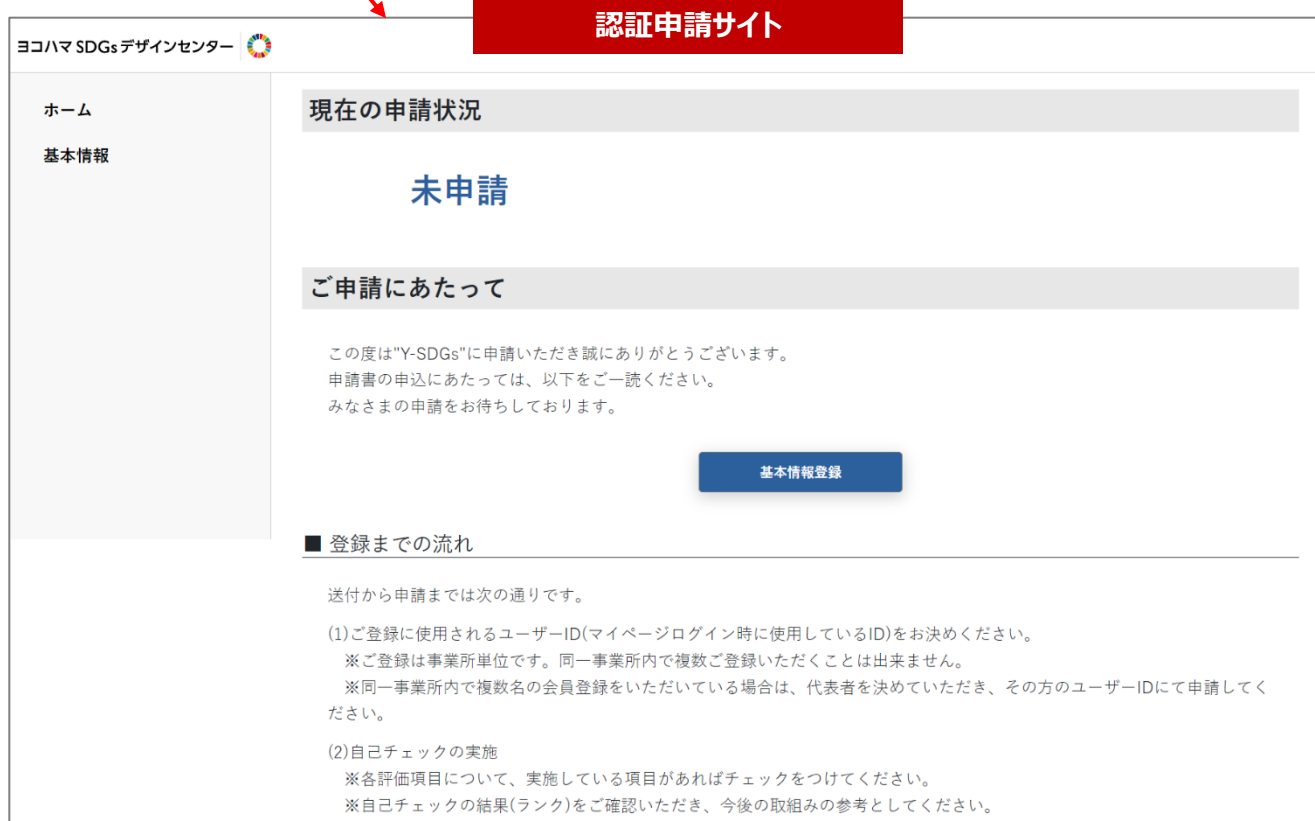 認証申請サイト
ヨコハマ SDGs デザインセンター
ホーム
基本情報
現在の申請状況
未申請
ご申請にあたって
この度は"Y-SDGs"に申請いただき誠にありがとうございます。
申請書の申込にあたっては、以下をご一読ください。
みなさまの申請をお待ちしております。
基本情報登録
■ 登録までの流れ
送付から申請までは次の通りです。
(1)ご登録に使用されるユーザーID(マイページログイン時に使用しているID)をお決めください。
※ご登録は事業所単位です。同一事業所内で複数ご登録いただくことは出来ません。
※同一事業所内で複数名の会員登録をいただいている場合は、代表者を決めていただき、その方のユーザーIDにて申請してく
ださい。
(2)自己チェックの実施
※各評価項目について、実施している項目があればチェックをつけてください。
※自己チェックの結果(ランク)をご確認いただき、今後の取組みの参考としてください。